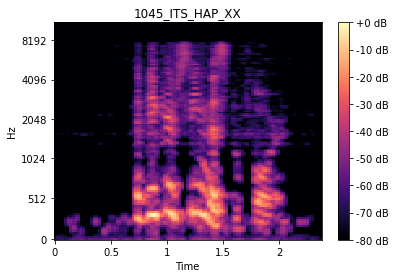 1045_ITS_HAP_XX
8192
4096
2048
1024
512
0
Hz
0
0.5
1
1.5
2
Time
+0 dB
-10 dB
-20 dB
-30 dB
-40 dB
-50 dB
-60 dB
-70 dB
-80 dB